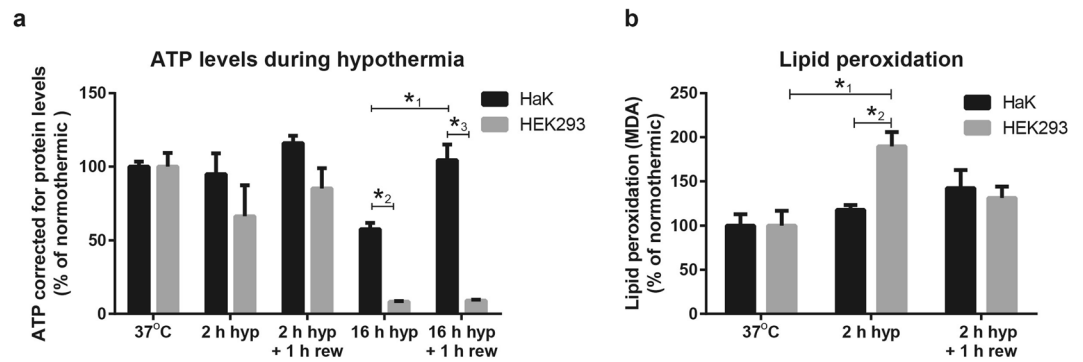 a
ATP levels during hypothermia
ATP corrected for protein levels
(% of normothermic )
150
100
50
0
HaK
HEK293
*1
*3
*2
37°C
2 h hyp
2 h hyp
+ 1 h rew
16 h hyp
16 h hyp
+ 1 h rew
b
Lipid peroxidation
Lipid peroxidation (MDA)
(% of normothermic)
250
200
150
100
50
0
HaK
HEK293
*1
*2
37°C
2 h hyp
2 h hyp
+ 1 h rew